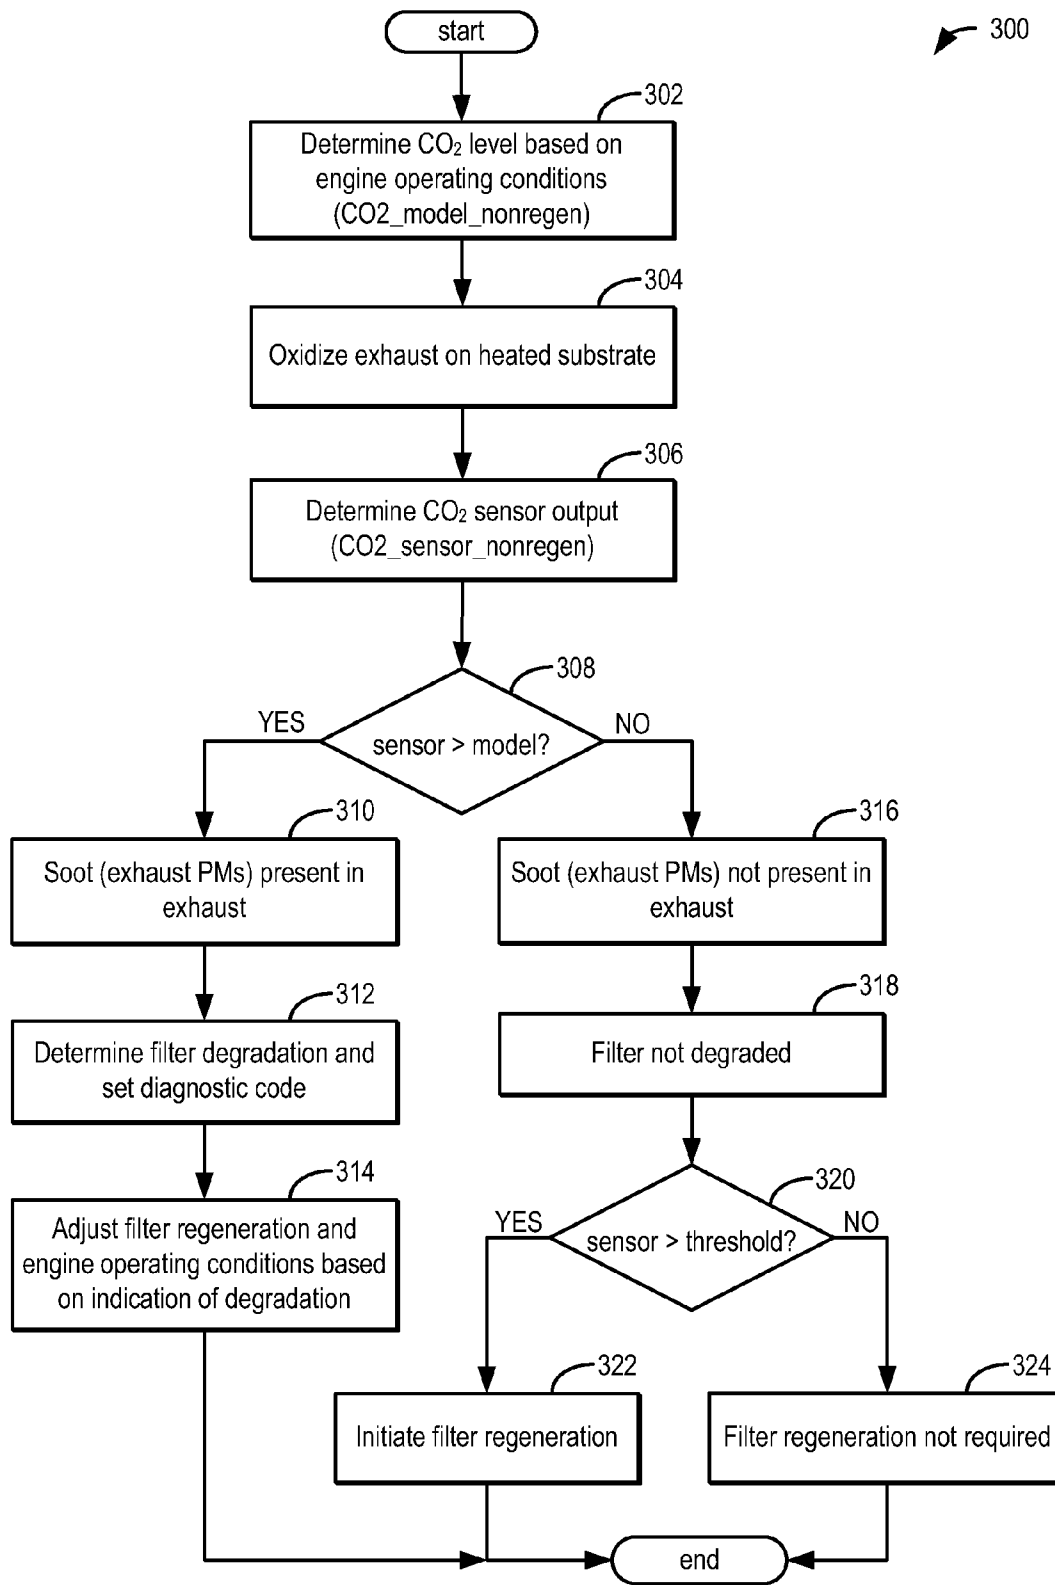 start
300
302
Determine CO₂ level based on
engine operating conditions
(CO2_model_nonregen)
304
Oxidize exhaust on heated substrate
306
Determine CO₂ sensor output
(CO2_sensor_nonregen)
308
YES
sensor > model?
NO
310
Soot (exhaust PMs) present in
exhaust
316
Soot (exhaust PMs) not present in
exhaust
312
Determine filter degradation and
set diagnostic code
318
Filter not degraded
314
Adjust filter regeneration and
engine operating conditions based
on indication of degradation
320
YES
sensor > threshold?
NO
322
Initiate filter regeneration
324
Filter regeneration not required
end